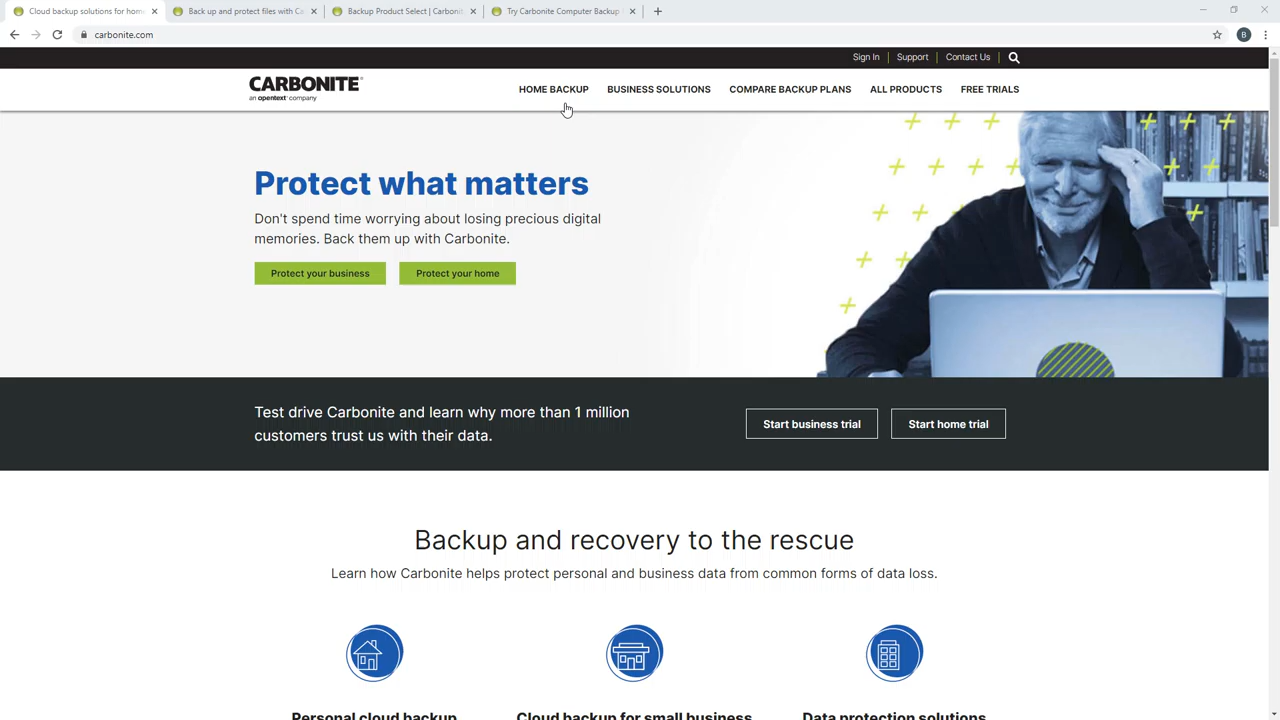 Cloud backup solutions for hom
Back up and protect files with Ca
Backup Product Select | Carbonit
Try Carbonite Computer Backup
carbonite.com
B
Sign In
Support
Contact Us
CARBONITE
an opentext company
HOME BACKUP
BUSINESS SOLUTIONS
COMPARE BACKUP PLANS
ALL PRODUCTS
FREE TRIALS
Protect what matters
Don't spend time worrying about losing precious digital
memories. Back them up with Carbonite.
Protect your business
Protect your home
Test drive Carbonite and learn why more than 1 million
customers trust us with their data.
Start business trial
Start home trial
Backup and recovery to the rescue
Learn how Carbonite helps protect personal and business data from common forms of data loss.
Personal cloud backup
Cloud backup for small business
Data protection solutions